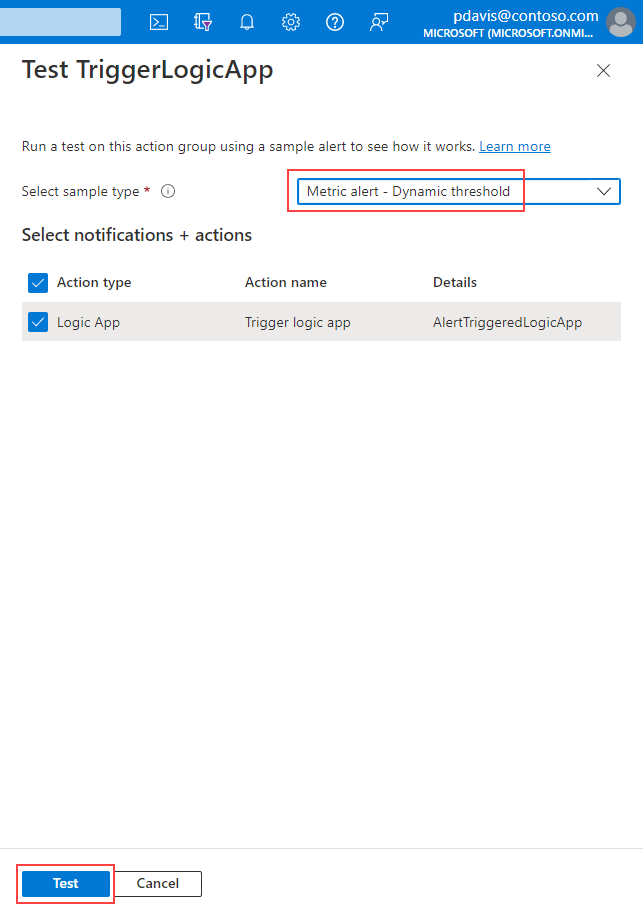 pdavis@contoso.com
MICROSOFT (MICROSOFT.ONMI...
Test TriggerLogicApp
Run a test on this action group using a sample alert to see how it works. Learn more
Select sample type * Metric alert - Dynamic threshold
Select notifications + actions
Action type Action name Details
Logic App Trigger logic app AlertTriggeredLogicApp
Test Cancel